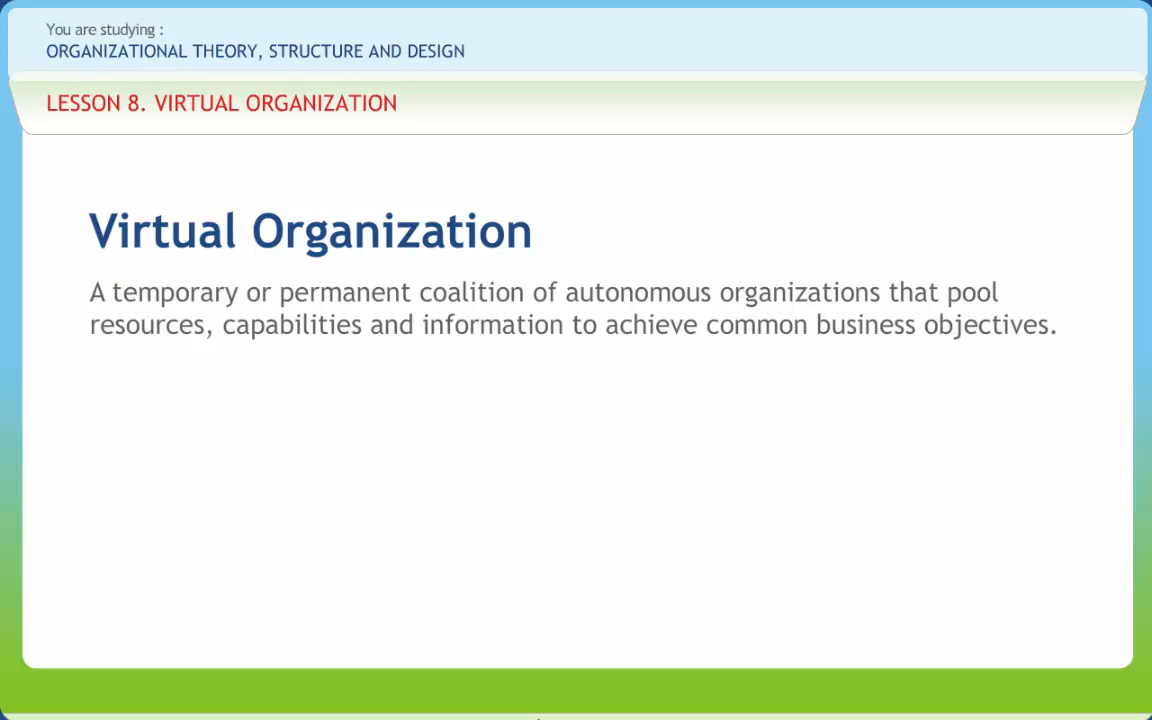 You are studying :
ORGANIZATIONAL THEORY, STRUCTURE AND DESIGN
LESSON 8. VIRTUAL ORGANIZATION
Virtual Organization
A temporary or permanent coalition of autonomous organizations that pool
resources, capabilities and information to achieve common business objectives.